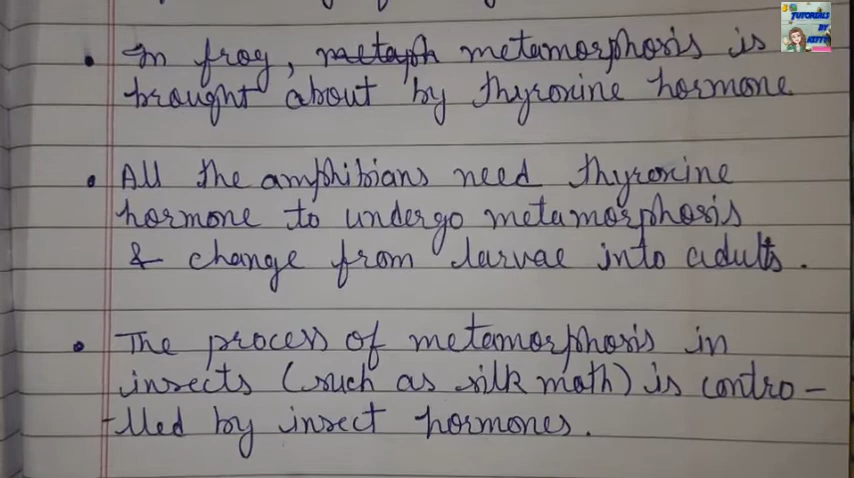 TUTORIALS
BY
• In frog, metaph metamorphosis is
brought about by thyroxine hormone
• All the amphibians need thyroxine
hormone to undergo metamorphosis
& change from larvae into adults.
• The process of metamorphosis in
insects (such as silk moth) is contro-
-lled by insect hormones.